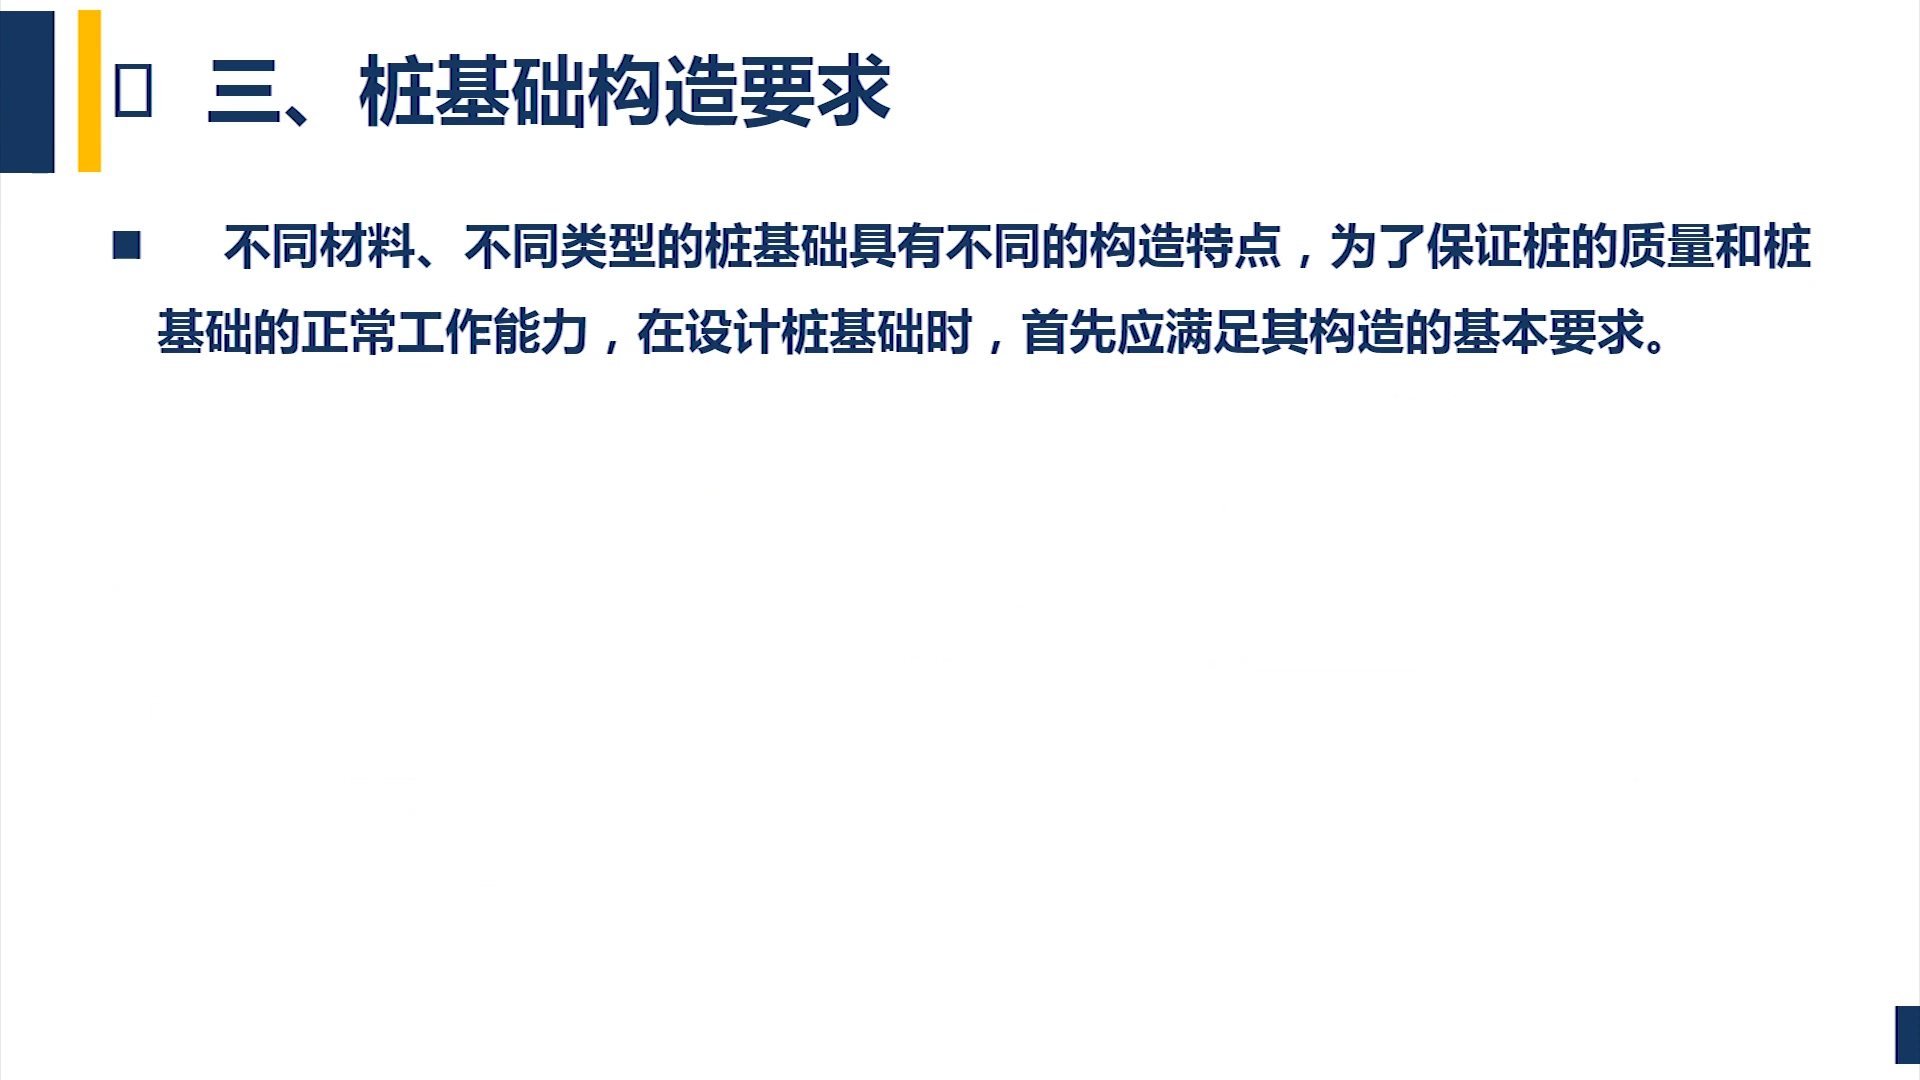 三、桩基础构造要求
■ 不同材料、不同类型的桩基础具有不同的构造特点，为了保证桩的质量和桩
基础的正常工作能力，在设计桩基础时，首先应满足其构造的基本要求。